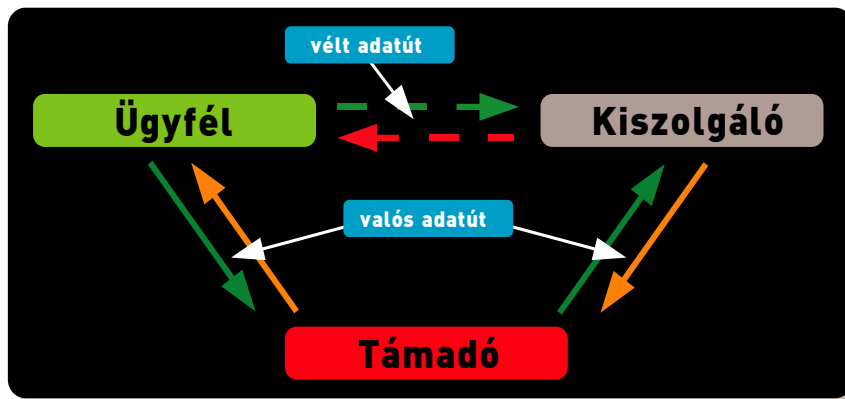 vélt adatút
Ügyfél
Kiszolgáló
valós adatút
Támadó